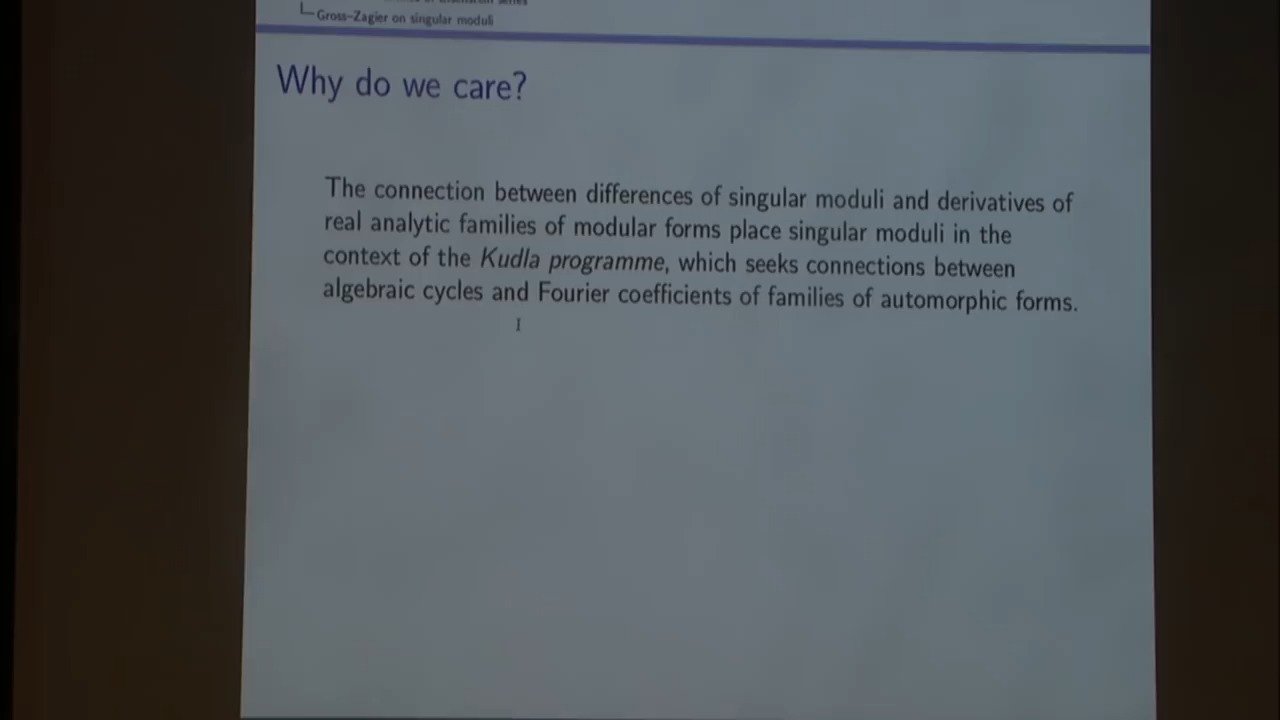 series
Gross–Zagier on singular moduli
Why do we care?
The connection between differences of singular moduli and derivatives of
real analytic families of modular forms place singular moduli in the
context of the Kudla programme, which seeks connections between
algebraic cycles and Fourier coefficients of families of automorphic forms.